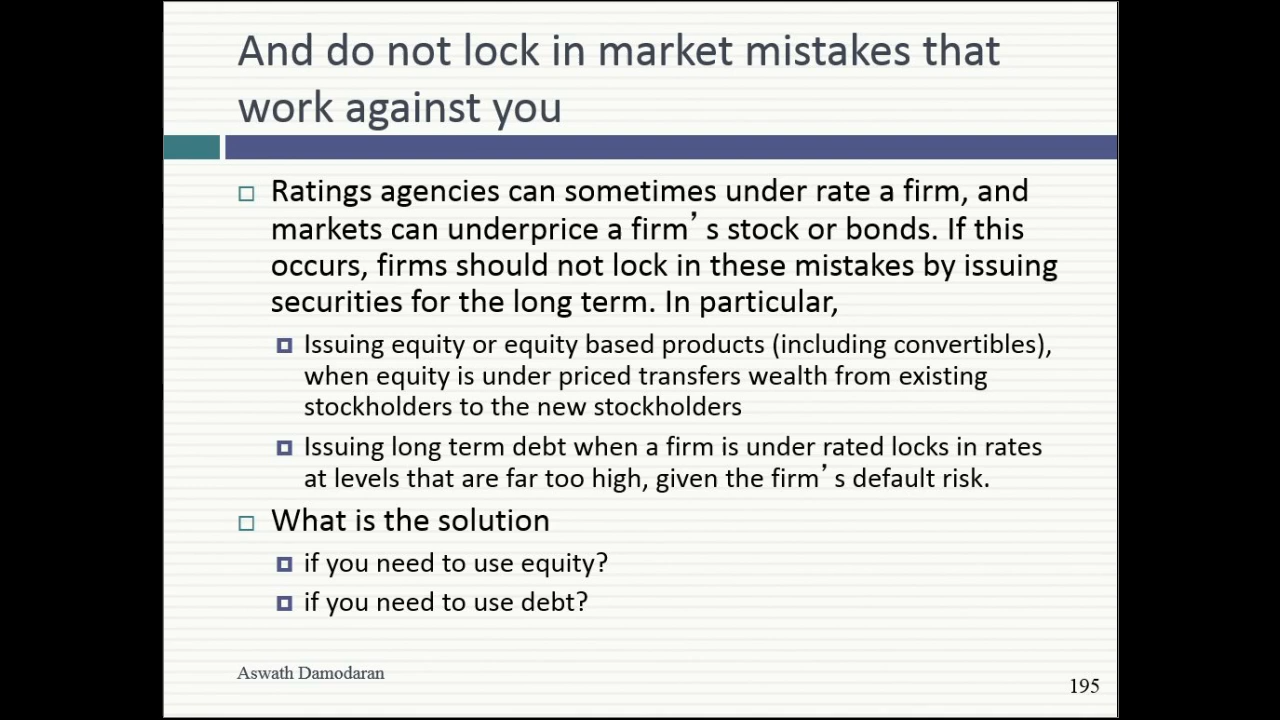 And do not lock in market mistakes that
work against you
Ratings agencies can sometimes under rate a firm, and
markets can underprice a firm’s stock or bonds. If this
occurs, firms should not lock in these mistakes by issuing
securities for the long term. In particular,
Issuing equity or equity based products (including convertibles),
when equity is under priced transfers wealth from existing
stockholders to the new stockholders
Issuing long term debt when a firm is under rated locks in rates
at levels that are far too high, given the firm’s default risk.
What is the solution
if you need to use equity?
if you need to use debt?
Aswath Damodaran
195